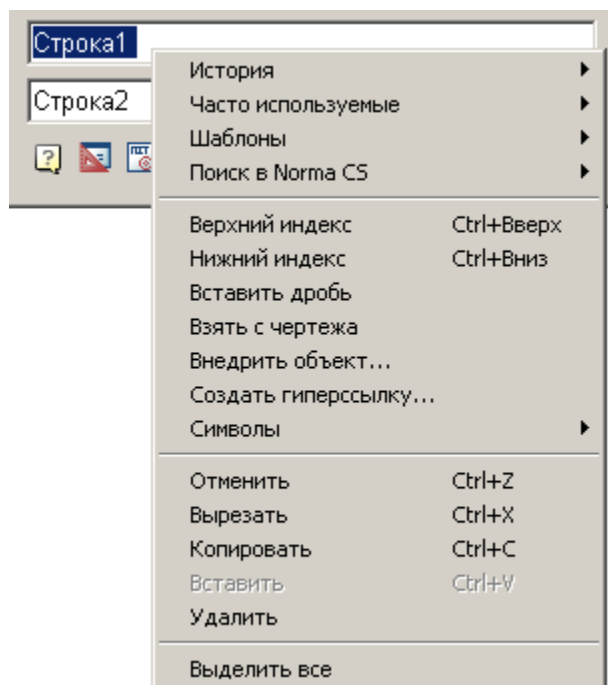 Строка1
Строка2
История
Часто используемые
Шаблоны
Поиск в Norma CS
Верхний индекс Ctrl+Вверх
Нижний индекс Ctrl+Вниз
Вставить дробь
Взять с чертежа
Внедрить объект...
Создать гиперссылку...
Символы
Отменить Ctrl+Z
Вырезать Ctrl+X
Копировать Ctrl+C
Вставить Ctrl+V
Удалить
Выделить все